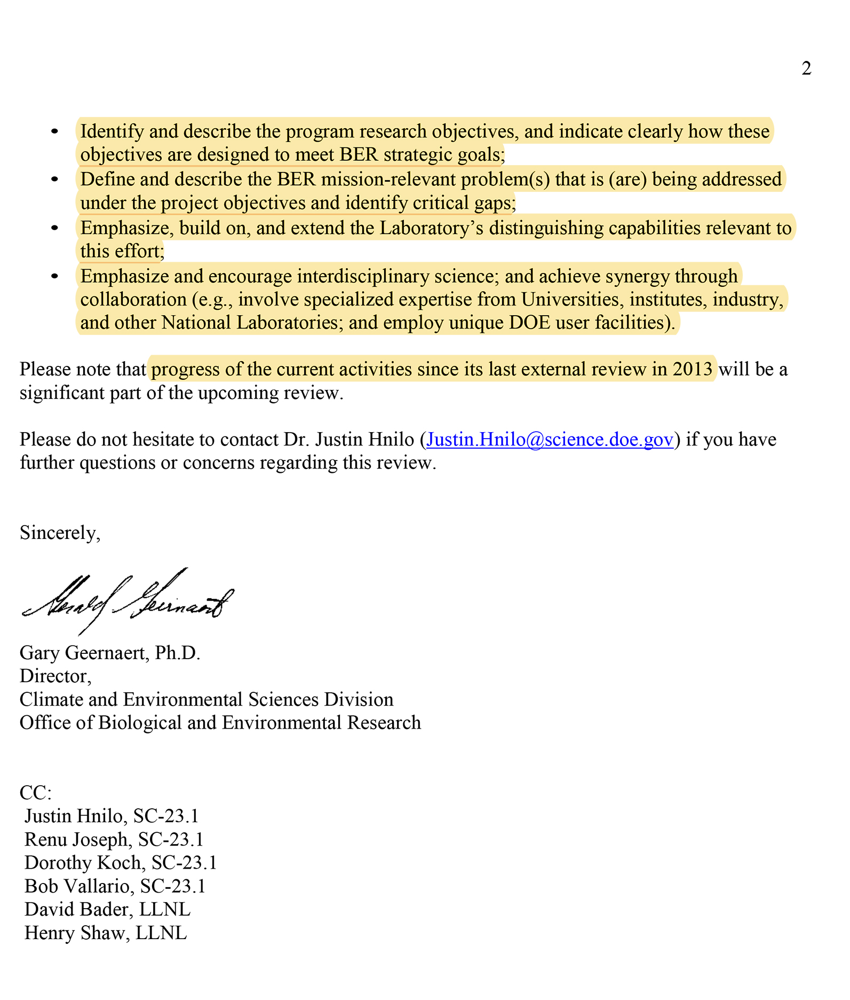 2
• Identify and describe the program research objectives, and indicate clearly how these
objectives are designed to meet BER strategic goals;
• Define and describe the BER mission-relevant problem(s) that is (are) being addressed
under the project objectives and identify critical gaps;
• Emphasize, build on, and extend the Laboratory’s distinguishing capabilities relevant to
this effort;
• Emphasize and encourage interdisciplinary science; and achieve synergy through
collaboration (e.g., involve specialized expertise from Universities, institutes, industry,
and other National Laboratories; and employ unique DOE user facilities).
Please note that progress of the current activities since its last external review in 2013 will be a
significant part of the upcoming review.
Please do not hesitate to contact Dr. Justin Hnilo (Justin.Hnilo@science.doe.gov) if you have
further questions or concerns regarding this review.
Sincerely,
Gerald Geernaert
Gary Geernaert, Ph.D.
Director,
Climate and Environmental Sciences Division
Office of Biological and Environmental Research
CC:
Justin Hnilo, SC-23.1
Renu Joseph, SC-23.1
Dorothy Koch, SC-23.1
Bob Vallario, SC-23.1
David Bader, LLNL
Henry Shaw, LLNL